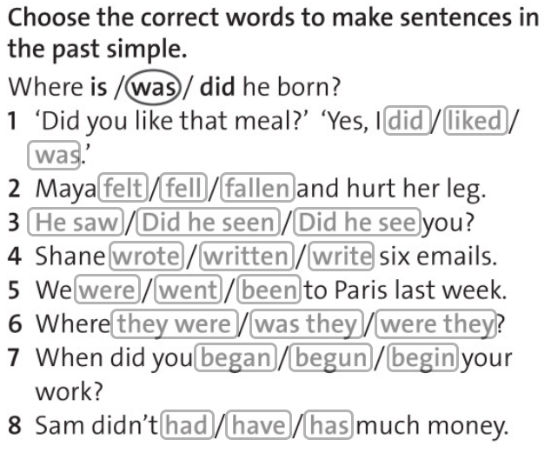 Choose the correct words to make sentences in
the past simple.
Where is / was / did he born?
1 ‘Did you like that meal?’ ‘Yes, I did / liked /
was.’
2 Maya felt / fell / fallen and hurt her leg.
3 He saw / Did he seen / Did he see you?
4 Shane wrote / written / write six emails.
5 We were / went / been to Paris last week.
6 Where they were / was they / were they?
7 When did you began / begun / begin your
work?
8 Sam didn’t had / have / has much money.